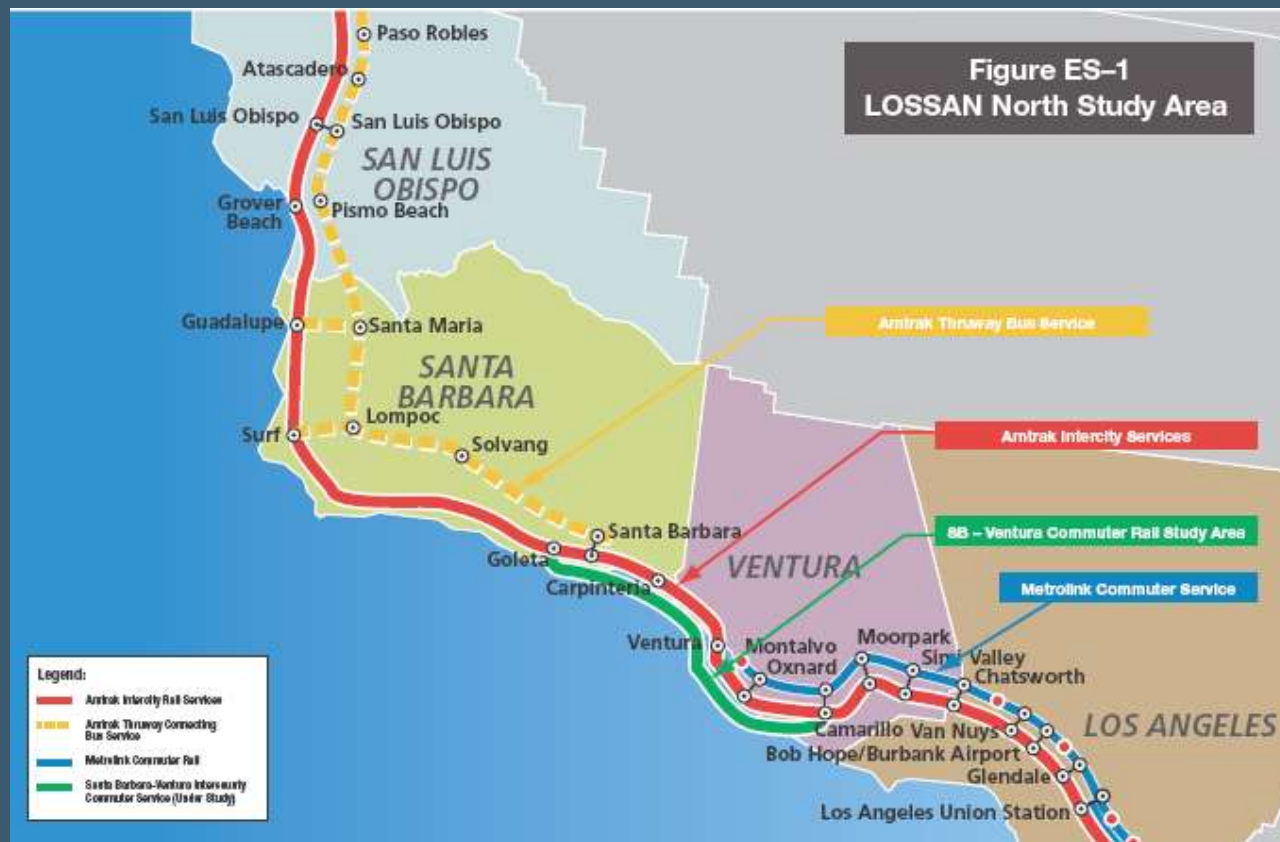 Figure ES–1
LOSSAN North Study Area
Paso Robles
Atascadero
San Luis Obispo
San Luis Obispo
SAN LUIS
OBISPO
Grover
Beach
Pismo Beach
Guadalupe
Santa Maria
Amtrak Thruway Bus Service
SANTA
BARBARA
Lompoc
Surf
Solvang
Amtrak Intercity Services
Santa Barbara
SB – Ventura Commuter Rail Study Area
Goleta
VENTURA
Carpinteria
Metrolink Commuter Service
Ventura
Montalvo
Oxnard
Moorpark
Simi Valley
Chatsworth
Camarillo
Van Nuys
LOS ANGELES
Bob Hope/Burbank Airport
Glendale
Los Angeles Union Station
Legend:
Amtrak Intercity Rail Services
Amtrak Thruway Connecting
Bus Service
Metrolink Commuter Rail
Santa Barbara-Ventura Intercounty
Commuter Service (Under Study)